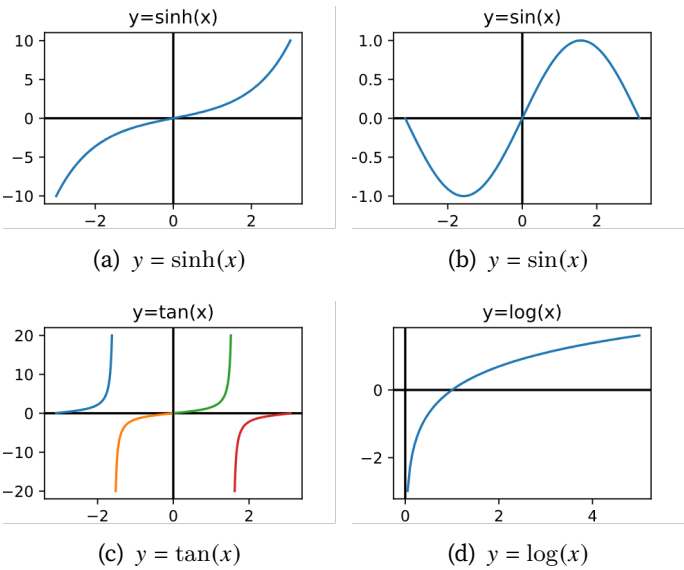 y=sinh(x)
10
5
0
−5
−10
−2 0 2
(a) y = sinh(x)
y=sin(x)
1.0
0.5
0.0
-0.5
-1.0
−2 0 2
(b) y = sin(x)
y=tan(x)
20
10
0
−10
−20
−2 0 2
(c) y = tan(x)
y=log(x)
0
−2
0 2 4
(d) y = log(x)